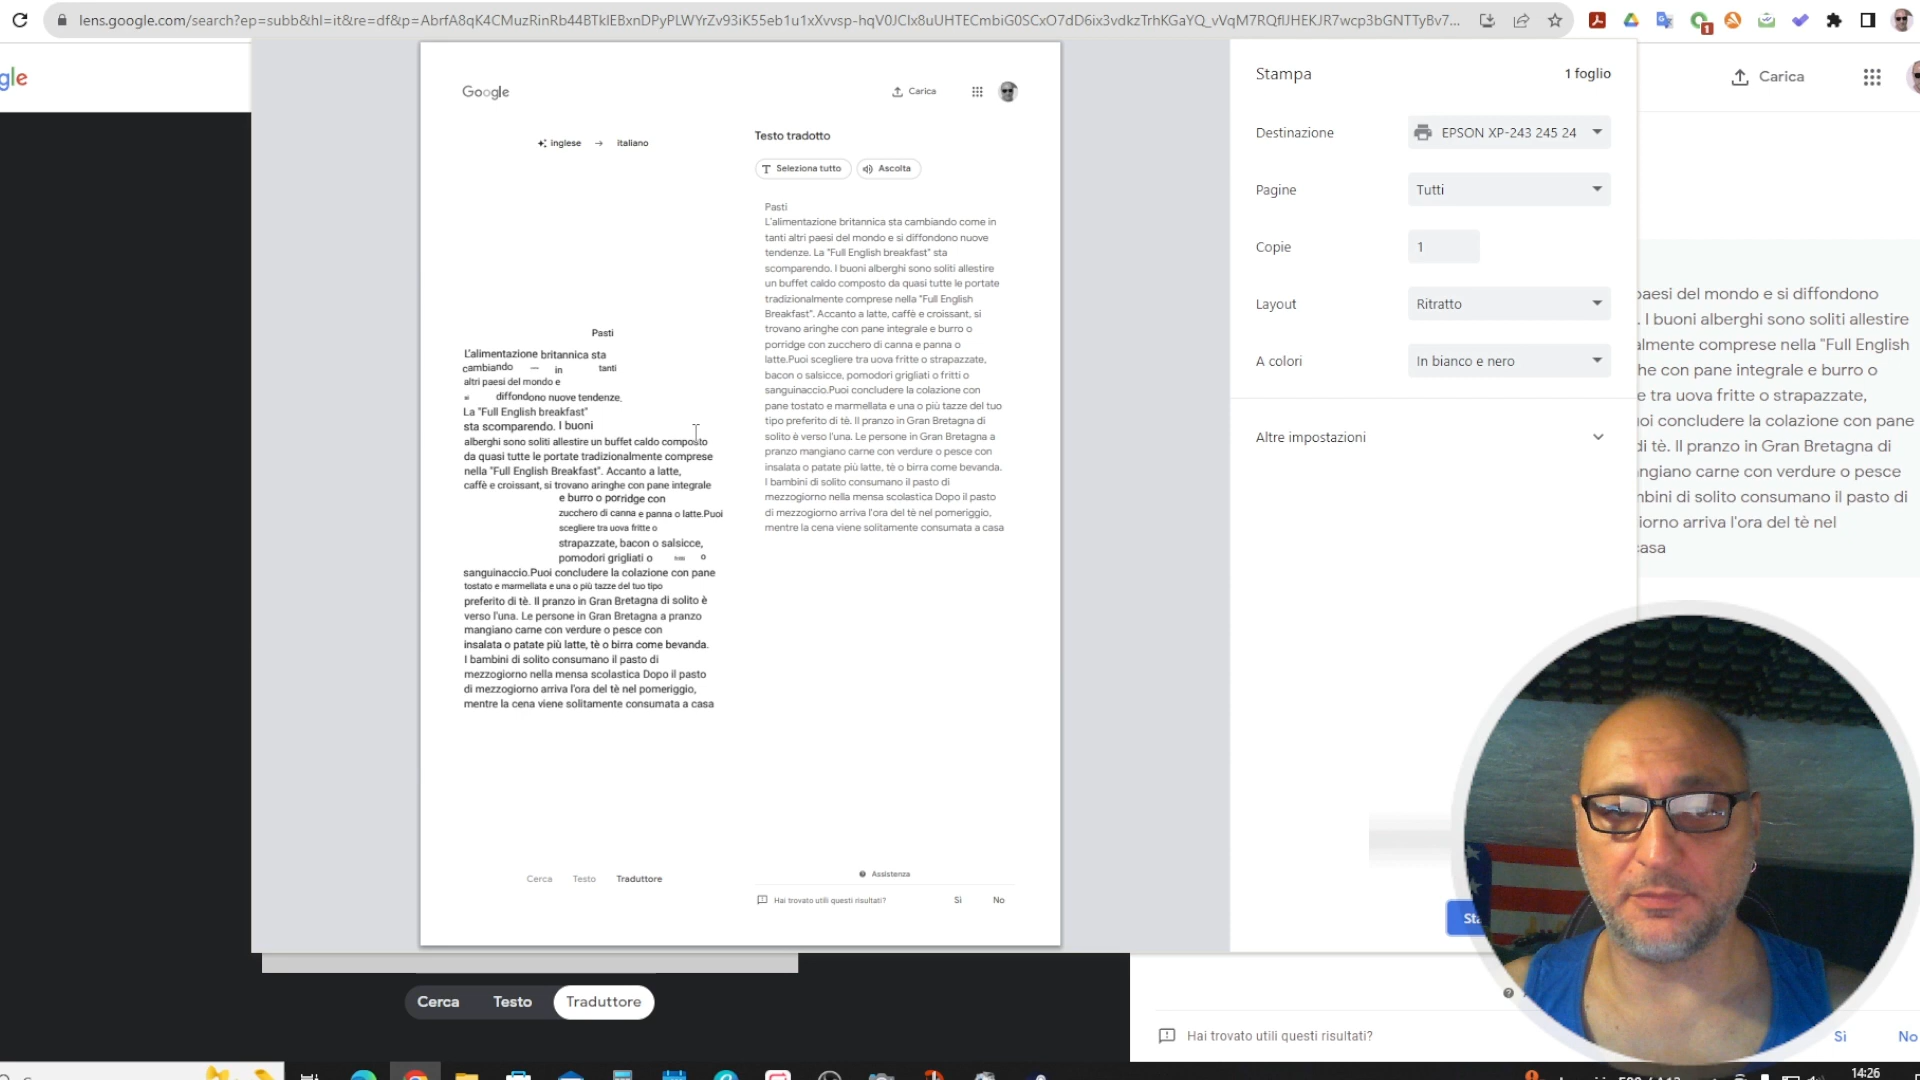 lens.google.com/search?ep=subb&hl=it&re=df&p=AbrfA8qK4CMuzRinRb44BTklEBxnDPyPLWYrZv93iK55eb1u1xXvvsp-hqV0JClx8uUHTECmbiG0SCxO7dD6ix3vdkzTrhKGaYQ_vVqM7RQflJHEKJR7wcp3bGNTTyBv7...
gle
Carica
Google
Carica
inglese → Italiano
Testo tradotto
Seleziona tutto
Ascolta
Pasti
L'alimentazione britannica sta
cambiando — in tanti
altri paesi del mondo e
si diffondono nuove tendenze.
La "Full English breakfast"
sta scomparendo. I buoni
alberghi sono soliti allestire un buffet caldo composto
da quasi tutte le portate tradizionalmente comprese
nella "Full English Breakfast". Accanto a latte,
caffè e croissant, si trovano aringhe con pane integrale
e burro o porridge con
zucchero di canna e panna o latte.Puoi
scegliere tra uova fritte o
strapazzate, bacon o salsicce,
pomodori grigliati o fritti o
sanguinaccio.Puoi concludere la colazione con pane
tostato e marmellata e una o più tazze del tuo tipo
preferito di tè. Il pranzo in Gran Bretagna di solito è
verso l'una. Le persone in Gran Bretagna a pranzo
mangiano carne con verdure o pesce con
insalata o patate più latte, tè o birra come bevanda.
I bambini di solito consumano il pasto di
mezzogiorno nella mensa scolastica Dopo il pasto
di mezzogiorno arriva l'ora del tè nel pomeriggio,
mentre la cena viene solitamente consumata a casa
Pasti
L'alimentazione britannica sta cambiando come in
tanti altri paesi del mondo e si diffondono nuove
tendenze. La "Full English breakfast" sta
scomparendo. I buoni alberghi sono soliti allestire
un buffet caldo composto da quasi tutte le portate
tradizionalmente comprese nella "Full English
Breakfast". Accanto a latte, caffè e croissant, si
trovano aringhe con pane integrale e burro o
porridge con zucchero di canna e panna o
latte.Puoi scegliere tra uova fritte o strapazzate,
bacon o salsicce, pomodori grigliati o fritti o
sanguinaccio.Puoi concludere la colazione con
pane tostato e marmellata e una o più tazze del tuo
tipo preferito di tè. Il pranzo in Gran Bretagna di
solito è verso l'una. Le persone in Gran Bretagna a
pranzo mangiano carne con verdure o pesce con
insalata o patate più latte, tè o birra come bevanda.
I bambini di solito consumano il pasto di
mezzogiorno nella mensa scolastica Dopo il pasto
di mezzogiorno arriva l'ora del tè nel pomeriggio,
mentre la cena viene solitamente consumata a casa
Cerca Testo Traduttore
Assistenza
Hai trovato utili questi risultati? Sì No
Stampa 1 foglio
Destinazione EPSON XP-243 245 24
Pagine Tutti
Copie 1
Layout Ritratto
A colori In bianco e nero
Altre impostazioni
Sta
paesi del mondo e si diffondono
. I buoni alberghi sono soliti allestire
almente comprese nella "Full English
he con pane integrale e burro o
e tra uova fritte o strapazzate,
oi concludere la colazione con pane
di tè. Il pranzo in Gran Bretagna di
ngiano carne con verdure o pesce
mbini di solito consumano il pasto di
iorno arriva l'ora del tè nel
casa
Cerca Testo Traduttore
Hai trovato utili questi risultati? Sì No
14:26